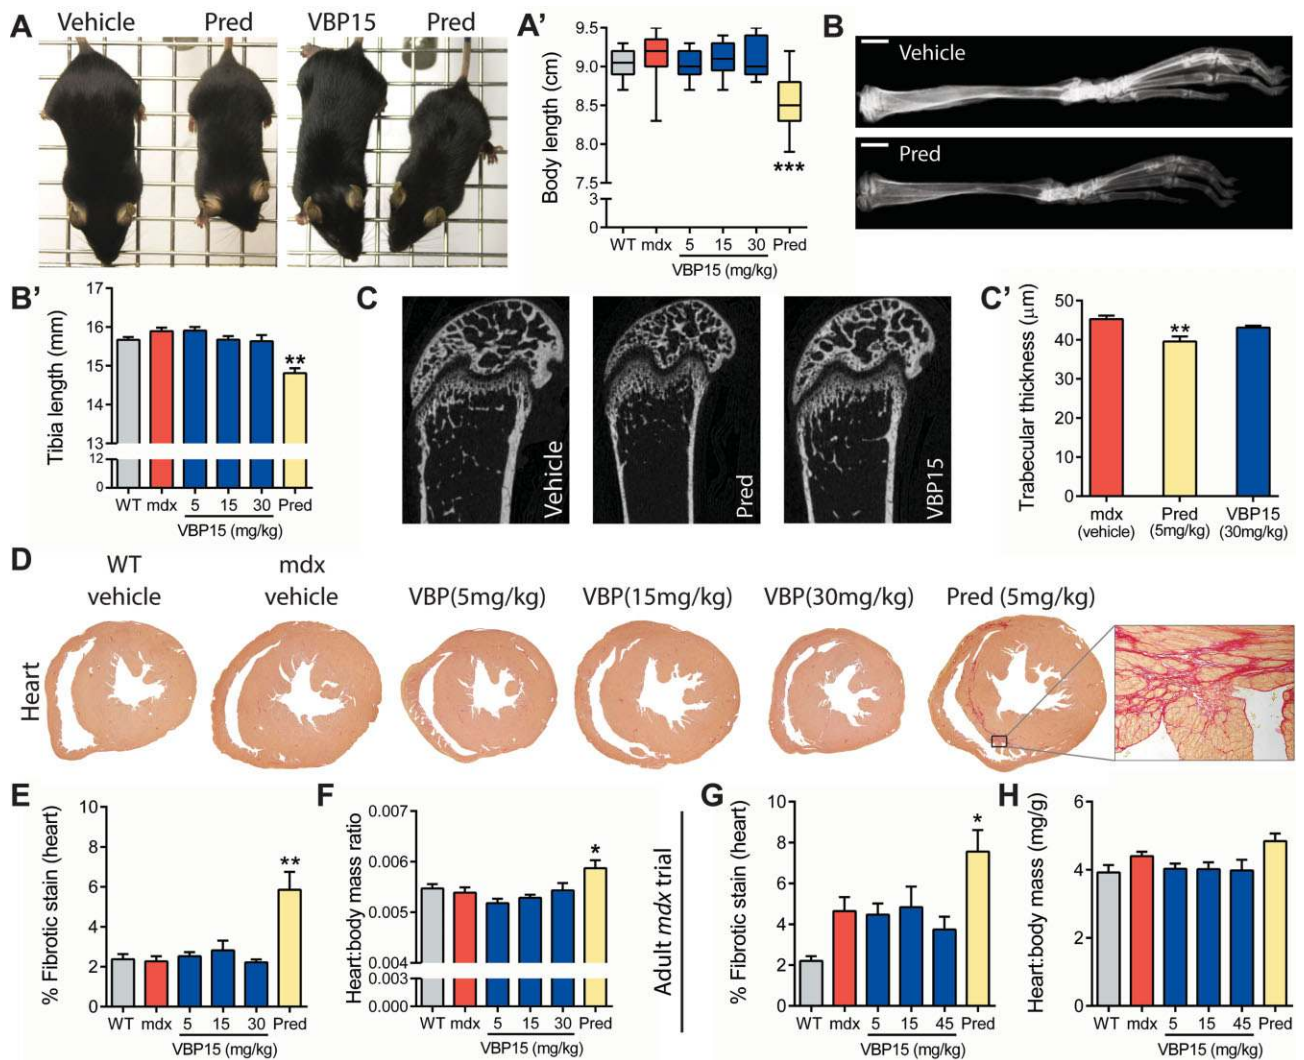 A
Vehicle
Pred
VBP15
Pred
A'
Body length (cm)
9.5
9.0
8.5
8.0
7.5
3
0
WT mdx 5 15 30 Pred
VBP15 (mg/kg)
***
B
Vehicle
Pred
B'
Tibia length (mm)
17
16
15
14
13
12
0
**
WT mdx 5 15 30 Pred
VBP15 (mg/kg)
C
Vehicle
Pred
VBP15
C'
Trabecular thickness (μm)
50
40
30
20
10
0
**
mdx Pred VBP15
(vehicle) (5mg/kg) (30mg/kg)
D
WT
vehicle
mdx
vehicle
VBP(5mg/kg)
VBP(15mg/kg)
VBP(30mg/kg)
Pred (5mg/kg)
Heart
E
% Fibrotic stain (heart)
10
8
6
4
2
0
**
WT mdx 5 15 30 Pred
VBP15 (mg/kg)
F
Heart:body mass ratio
0.007
0.006
0.005
0.004
0.003
0.000
*
WT mdx 5 15 30 Pred
VBP15 (mg/kg)
Adult mdx trial
G
% Fibrotic stain (heart)
10
8
6
4
2
0
*
WT mdx 5 15 45 Pred
VBP15 (mg/kg)
H
Heart:body mass (mg/g)
6
4
2
0
WT mdx 5 15 45 Pred
VBP15 (mg/kg)